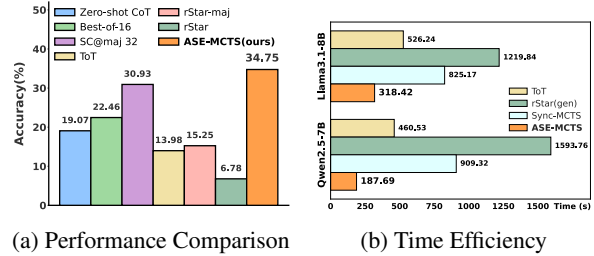 50
40
30
20
10
0
Accuracy(%)
Zero-shot CoT
Best-of-16
SC@maj 32
ToT
rStar-maj
rStar
ASE-MCTS(ours)
19.07
22.46
30.93
13.98
15.25
6.78
34.75
(a) Performance Comparison
Llama3.1-8B
Qwen2.5-7B
526.24
1219.84
825.17
318.42
460.53
1593.76
909.32
187.69
ToT
rStar(gen)
Sync-MCTS
ASE-MCTS
0 250 500 750 1000 1250 1500 Time (s)
(b) Time Efficiency